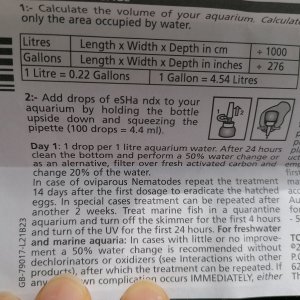 1:- Calculate the volume of your aquarium. Calculate
only the area occupied by water.
Litres Length x Width x Depth in cm ÷ 1000
Gallons Length x Width x Depth in inches ÷ 276
1 Litre = 0.22 Gallons 1 Gallon = 4.54 Litres
2:- Add drops of eSHa ndx to your
aquarium by holding the bottle
upside down and squeezing the
pipette (100 drops = 4.4 ml).
Day 1: 1 drop per 1 litre aquarium water. After 24 hours
clean the bottom and perform a 50% water change or
as an alernative, filter over fresh activated carbon and
change 20% of the water.
In case of oviparous Nematodes repeat the treatment
14 days after the first dosage to eradicate the hatched
eggs. In special cases treatment can be repeated after
another 2 weeks. Treat marine fish in a quarantine
aquarium and turn off the skimmer for the first 4 hours
and turn of the UV for the first 24 hours. For freshwater
and marine aquaria: In cases with little or no improve-
ment a 50% water change is recommended without
dechlorinators or oxidizers (see Interactions with other
products), after which the treatment can be repeated. If
any own complication occurs IMMEDIATELY, either
GB-79017-L21B23